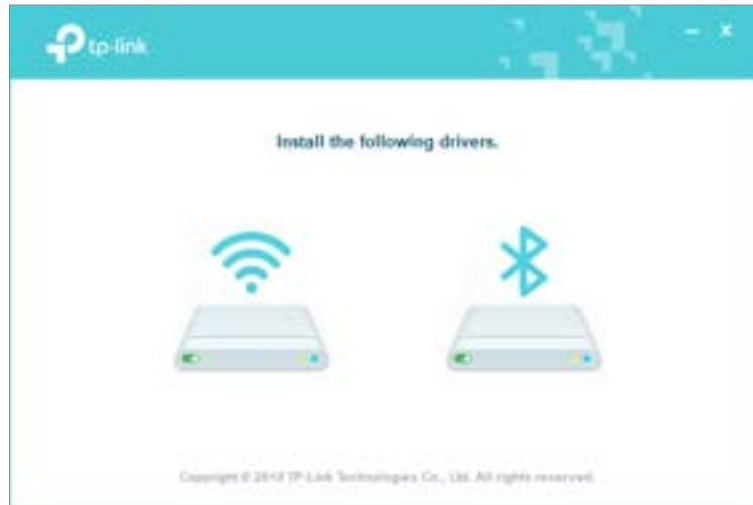 tp-link
Install the following drivers.
Copyright © 2019 TP-Link Technologies Co., Ltd. All rights reserved.